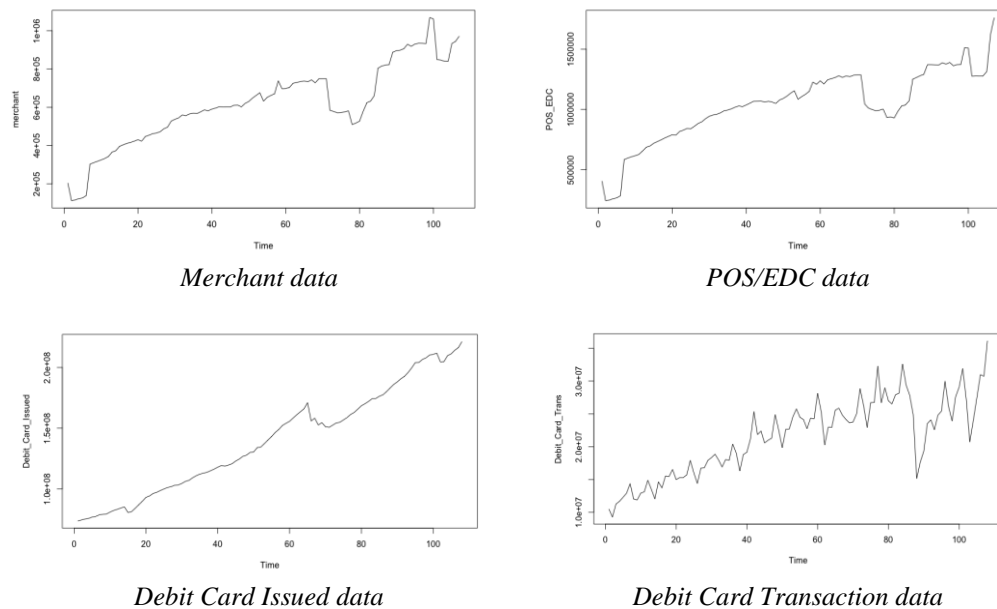 merchant
2e+05 4e+05 6e+05 8e+05 1e+06
0 20 40 60 80 100
Time
Merchant data
POS_EDC
500000 1000000 1500000
0 20 40 60 80 100
Time
POS/EDC data
Debit_Card_Issued
1.0e+08 1.5e+08 2.0e+08
0 20 40 60 80 100
Time
Debit Card Issued data
Debit_Card_Trans
1.0e+07 2.0e+07 3.0e+07
0 20 40 60 80 100
Time
Debit Card Transaction data